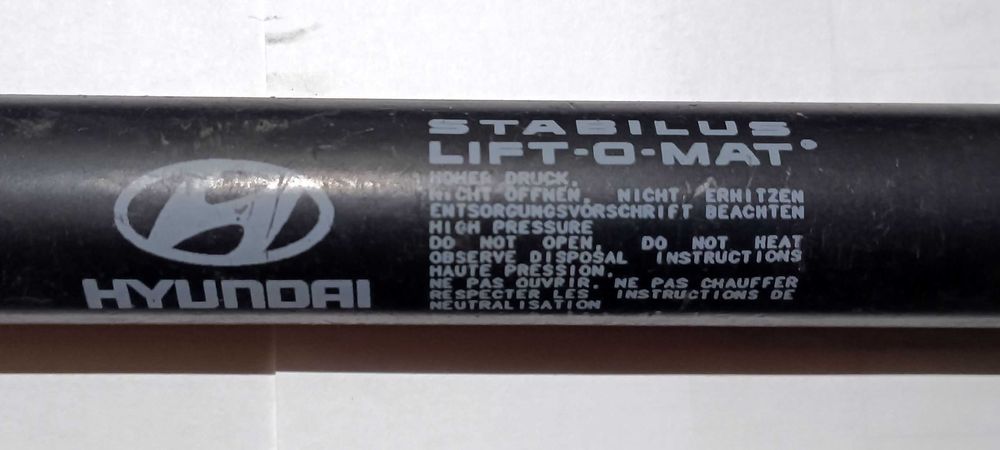 HYUNDAI
STABILUS
LIFT-O-MAT®
HOHER DRUCK.
NICHT OFFNEN, NICHT ERHITZEN
ENTSORGUNGSVORSCHRIFT BEACHTEN
HIGH PRESSURE
DO NOT OPEN, DO NOT HEAT
OBSERVE DISPOSAL INSTRUCTIONS
HAUTE PRESSION.
NE PAS OUVRIR. NE PAS CHAUFFER
RESPECTER LES INSTRUCTIONS DE
NEUTRALISATION